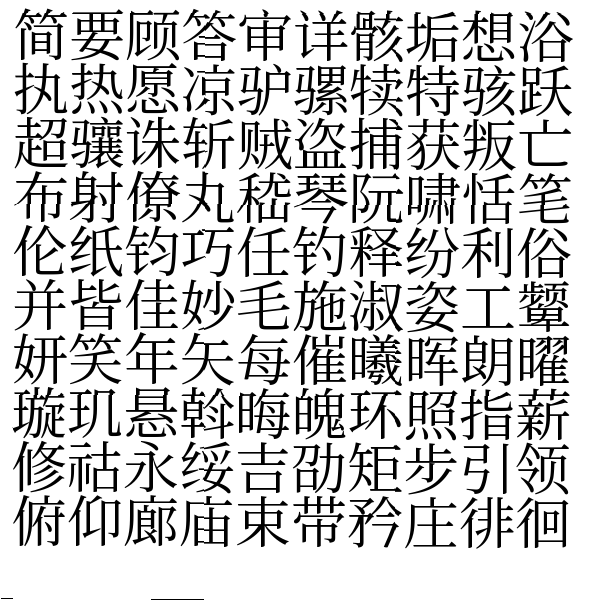 简要顾答审详骸垢想浴
执热愿凉驴骡犊特骇跃
超骧诛斩贼盗捕获叛亡
布射僚丸嵇琴阮啸恬笔
伦纸钧巧任钓释纷利俗
并皆佳妙毛施淑姿工颦
妍笑年矢每催曦晖朗曜
璇玑悬斡晦魄环照指薪
修祜永绥吉劭矩步引领
俯仰廊庙束带矜庄徘徊